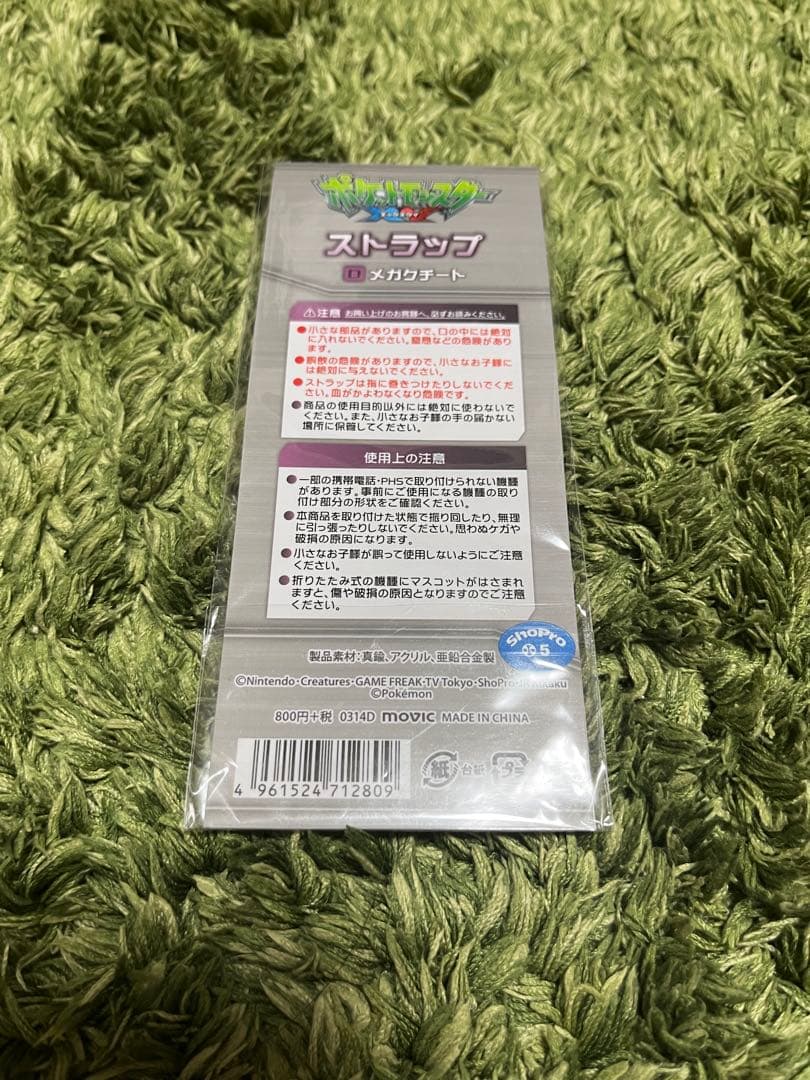 ポケットモンスター
XY
ストラップ
D メガクチート
⚠注意 お買い上げのお客様へ、必ずお読みください。
●小さな部品がありますので、口の中には絶対
に入れないでください。窒息などの危険があり
ます。
●誤飲の危険がありますので、小さなお子様に
は絶対に与えないでください。
●ストラップは指に巻きつけたりしないでくだ
さい。血がかよわなくなり危険です。
●商品の使用目的以外には絶対に使わないで
ください。また、小さなお子様の手の届かない
場所に保管してください。
使用上の注意
●一部の携帯電話・PHSで取り付けられない機種
があります。事前にご使用になる機種の取り
付け部分の形状をご確認ください。
●本商品を取り付けた状態で振り回したり、無理
に引っ張ったりしないでください。思わぬケガや
破損の原因になります。
●小さなお子様が誤って使用しないようにご注意
ください。
●折りたたみ式の機種にマスコットがはさまれ
ますと、傷や破損の原因となりますのでご注意
ください。
ShoPro
5
製品素材:真鍮、アクリル、亜鉛合金製
©Nintendo・Creatures・GAME FREAK・TV Tokyo・ShoPro・JR Kikaku
©Pokémon
800円+税 0314D movic MADE IN CHINA
4 961524 712809
紙 台紙 プラ